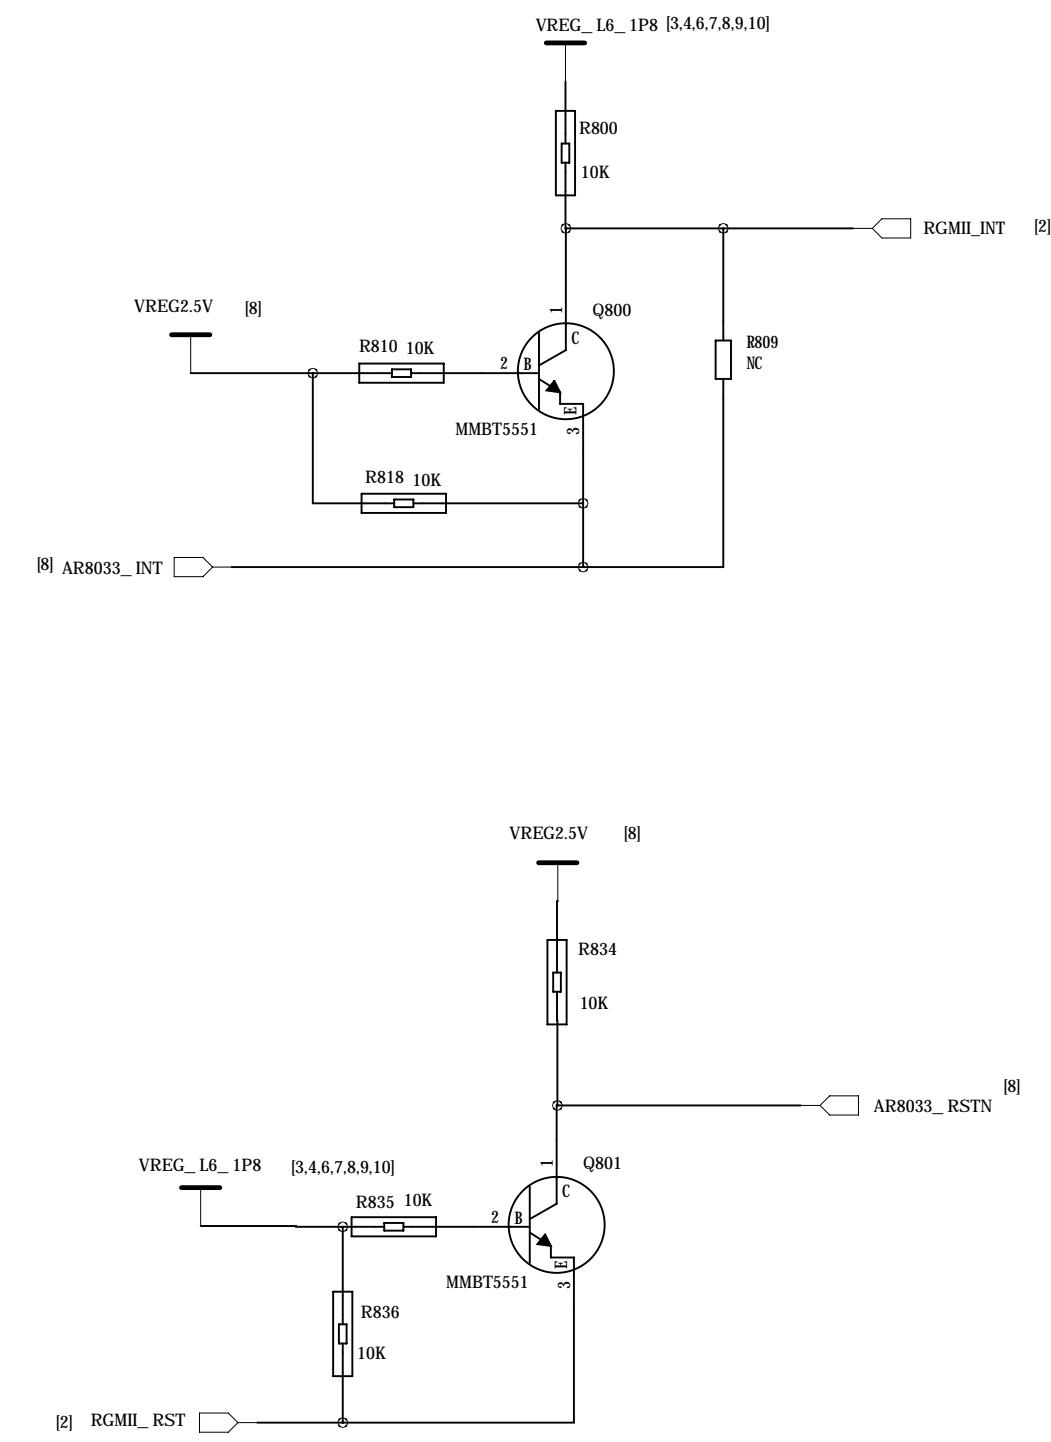 VREG_ L6_ 1P8 [3,4,6,7,8,9,10]
R800
10K
RGMII_INT [2]
VREG2.5V [8]
1
Q800
C
R810 10K
2
B
R809
NC
E
MMBT5551
3
R818 10K
[8] AR8033_ INT
VREG2.5V [8]
R834
10K
[8]
AR8033_ RSTN
VREG_ L6_ 1P8 [3,4,6,7,8,9,10]
1
Q801
C
R835 10K
2
B
E
MMBT5551
3
R836
10K
[2] RGMII_ RST